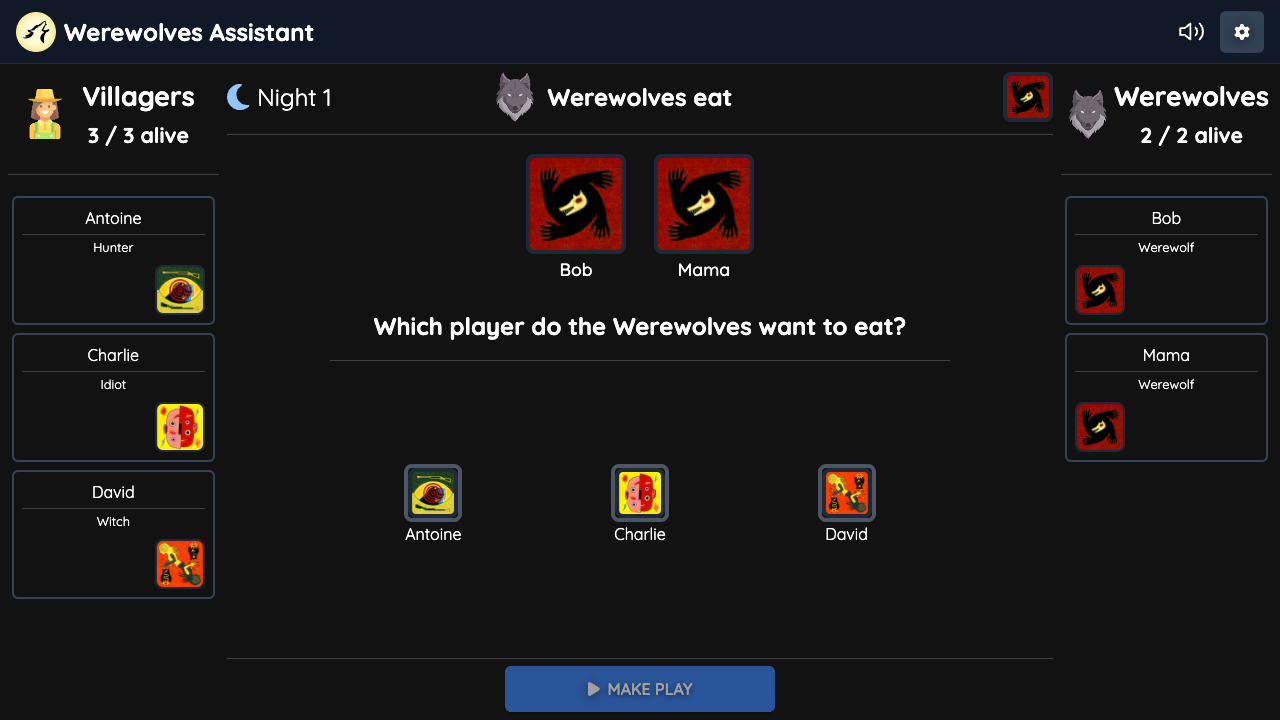 Werewolves Assistant
Villagers
3 / 3 alive
Antoine
Hunter
Charlie
Idiot
David
Witch
Night 1
Werewolves eat
Bob
Mama
Which player do the Werewolves want to eat?
Antoine
Charlie
David
MAKE PLAY
Werewolves
2 / 2 alive
Bob
Werewolf
Mama
Werewolf